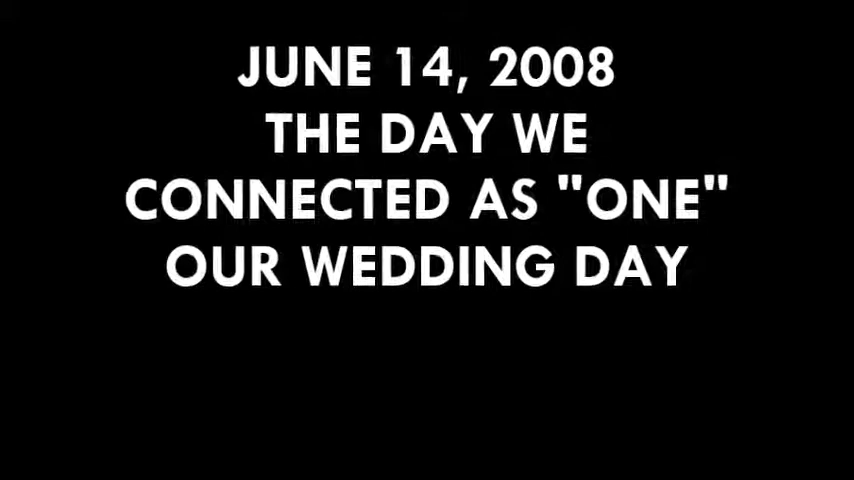 JUNE 14, 2008
THE DAY WE
CONNECTED AS "ONE"
OUR WEDDING DAY